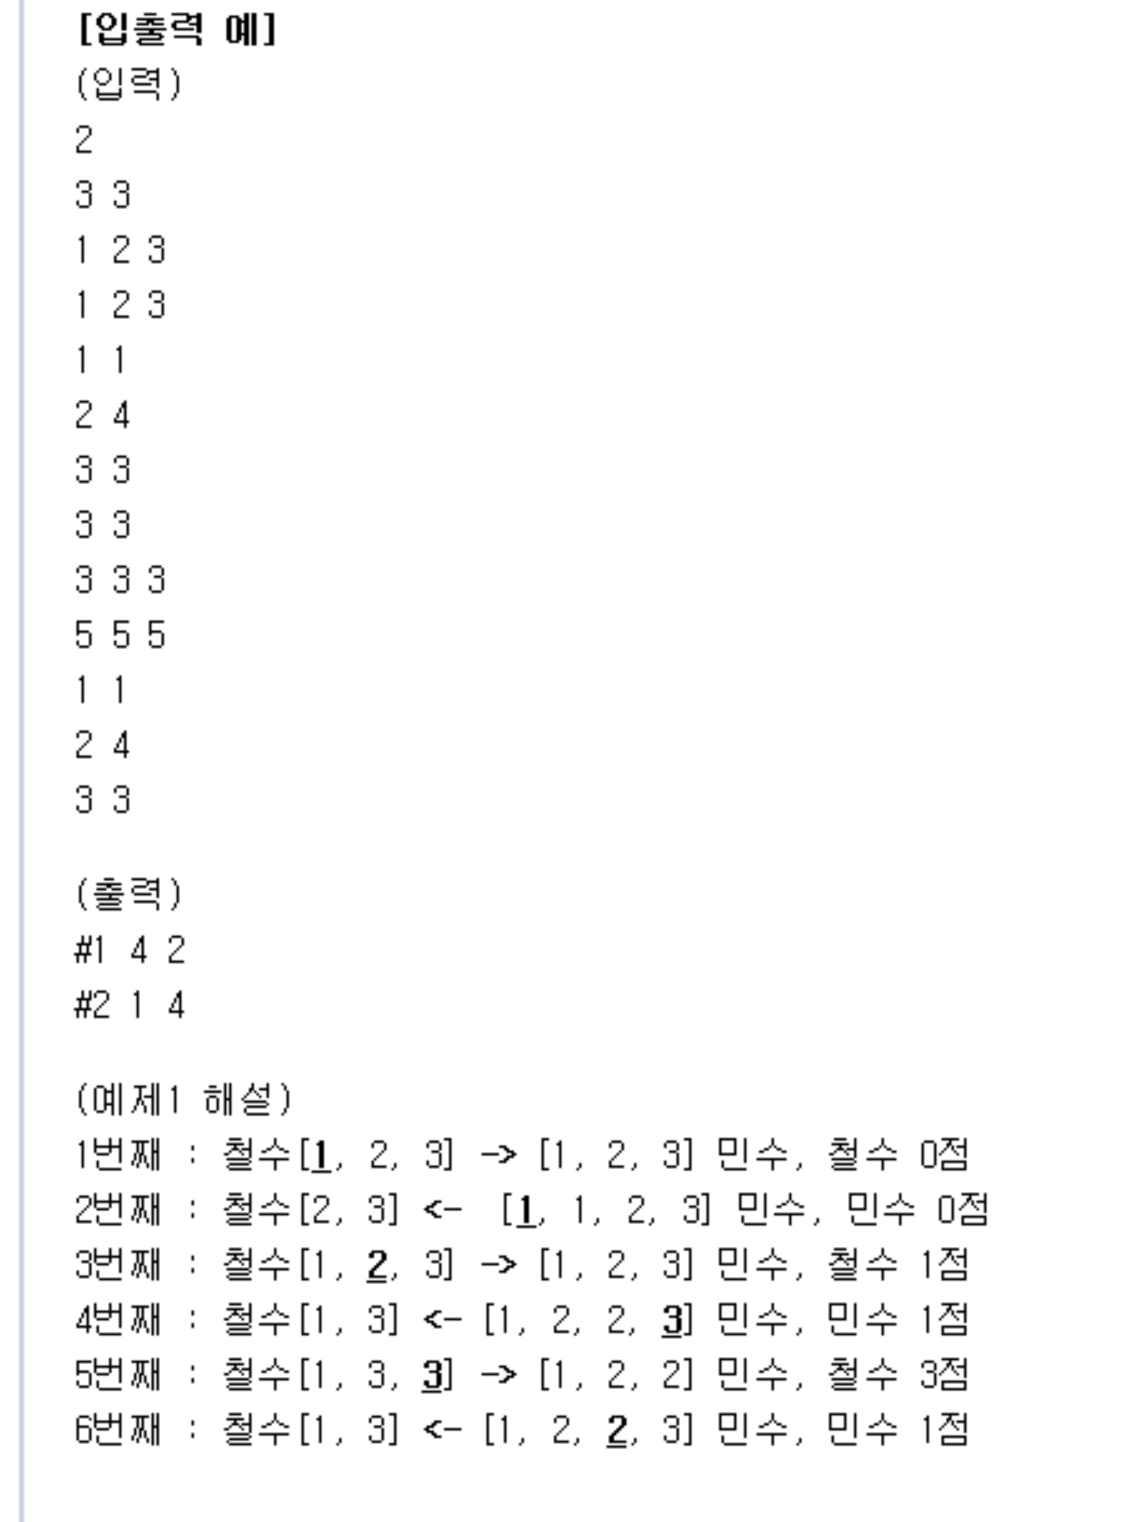 [입출력 예]
(입력)
2
3 3
1 2 3
1 2 3
1 1
2 4
3 3
3 3
3 3 3
5 5 5
1 1
2 4
3 3
(출력)
#1 4 2
#2 1 4
(예제1 해설)
1번째 : 철수[1, 2, 3] -> [1, 2, 3] 민수, 철수 0점
2번째 : 철수[2, 3] <- [1, 1, 2, 3] 민수, 민수 0점
3번째 : 철수[1, 2, 3] -> [1, 2, 3] 민수, 철수 1점
4번째 : 철수[1, 3] <- [1, 2, 2, 3] 민수, 민수 1점
5번째 : 철수[1, 3, 3] -> [1, 2, 2] 민수, 철수 3점
6번째 : 철수[1, 3] <- [1, 2, 2, 3] 민수, 민수 1점